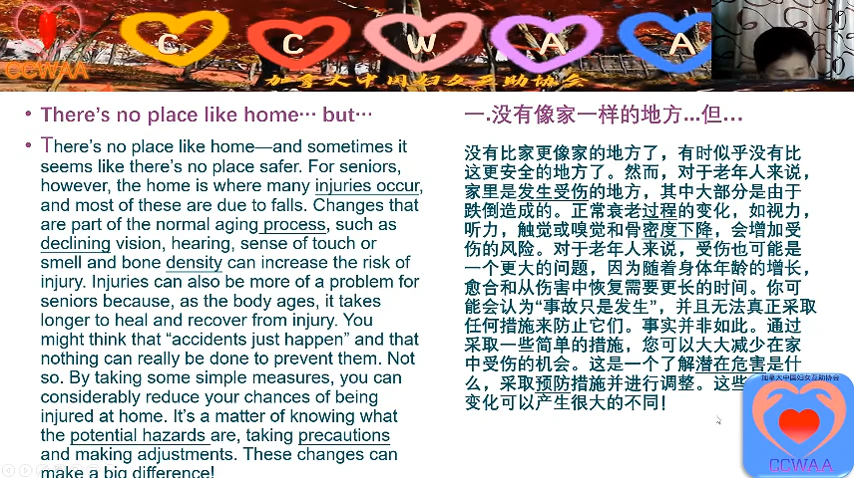 C C W A A
CCWAA
加拿大中国妇女互助协会
• There's no place like home… but…
• There's no place like home—and sometimes it
seems like there's no place safer. For seniors,
however, the home is where many injuries occur,
and most of these are due to falls. Changes that
are part of the normal aging process, such as
declining vision, hearing, sense of touch or
smell and bone density can increase the risk of
injury. Injuries can also be more of a problem for
seniors because, as the body ages, it takes
longer to heal and recover from injury. You
might think that “accidents just happen” and that
nothing can really be done to prevent them. Not
so. By taking some simple measures, you can
considerably reduce your chances of being
injured at home. It's a matter of knowing what
the potential hazards are, taking precautions
and making adjustments. These changes can
make a big difference!
一.没有像家一样的地方...但...
没有比家更像家的地方了，有时似乎没有比
这更安全的地方了。然而，对于老年人来说，
家里是发生受伤的地方，其中大部分是由于
跌倒造成的。正常衰老过程的变化，如视力，
听力，触觉或嗅觉和骨密度下降，会增加受
伤的风险。对于老年人来说，受伤也可能是
一个更大的问题，因为随着身体年龄的增长，
愈合和从伤害中恢复需要更长的时间。你可
能会认为“事故只是发生”，并且无法真正采取
任何措施来防止它们。事实并非如此。通过
采取一些简单的措施，您可以大大减少在家
中受伤的机会。这是一个了解潜在危害是什
么，采取预防措施并进行调整。这些
变化可以产生很大的不同！
加拿大中国妇女互助协会
CCWAA